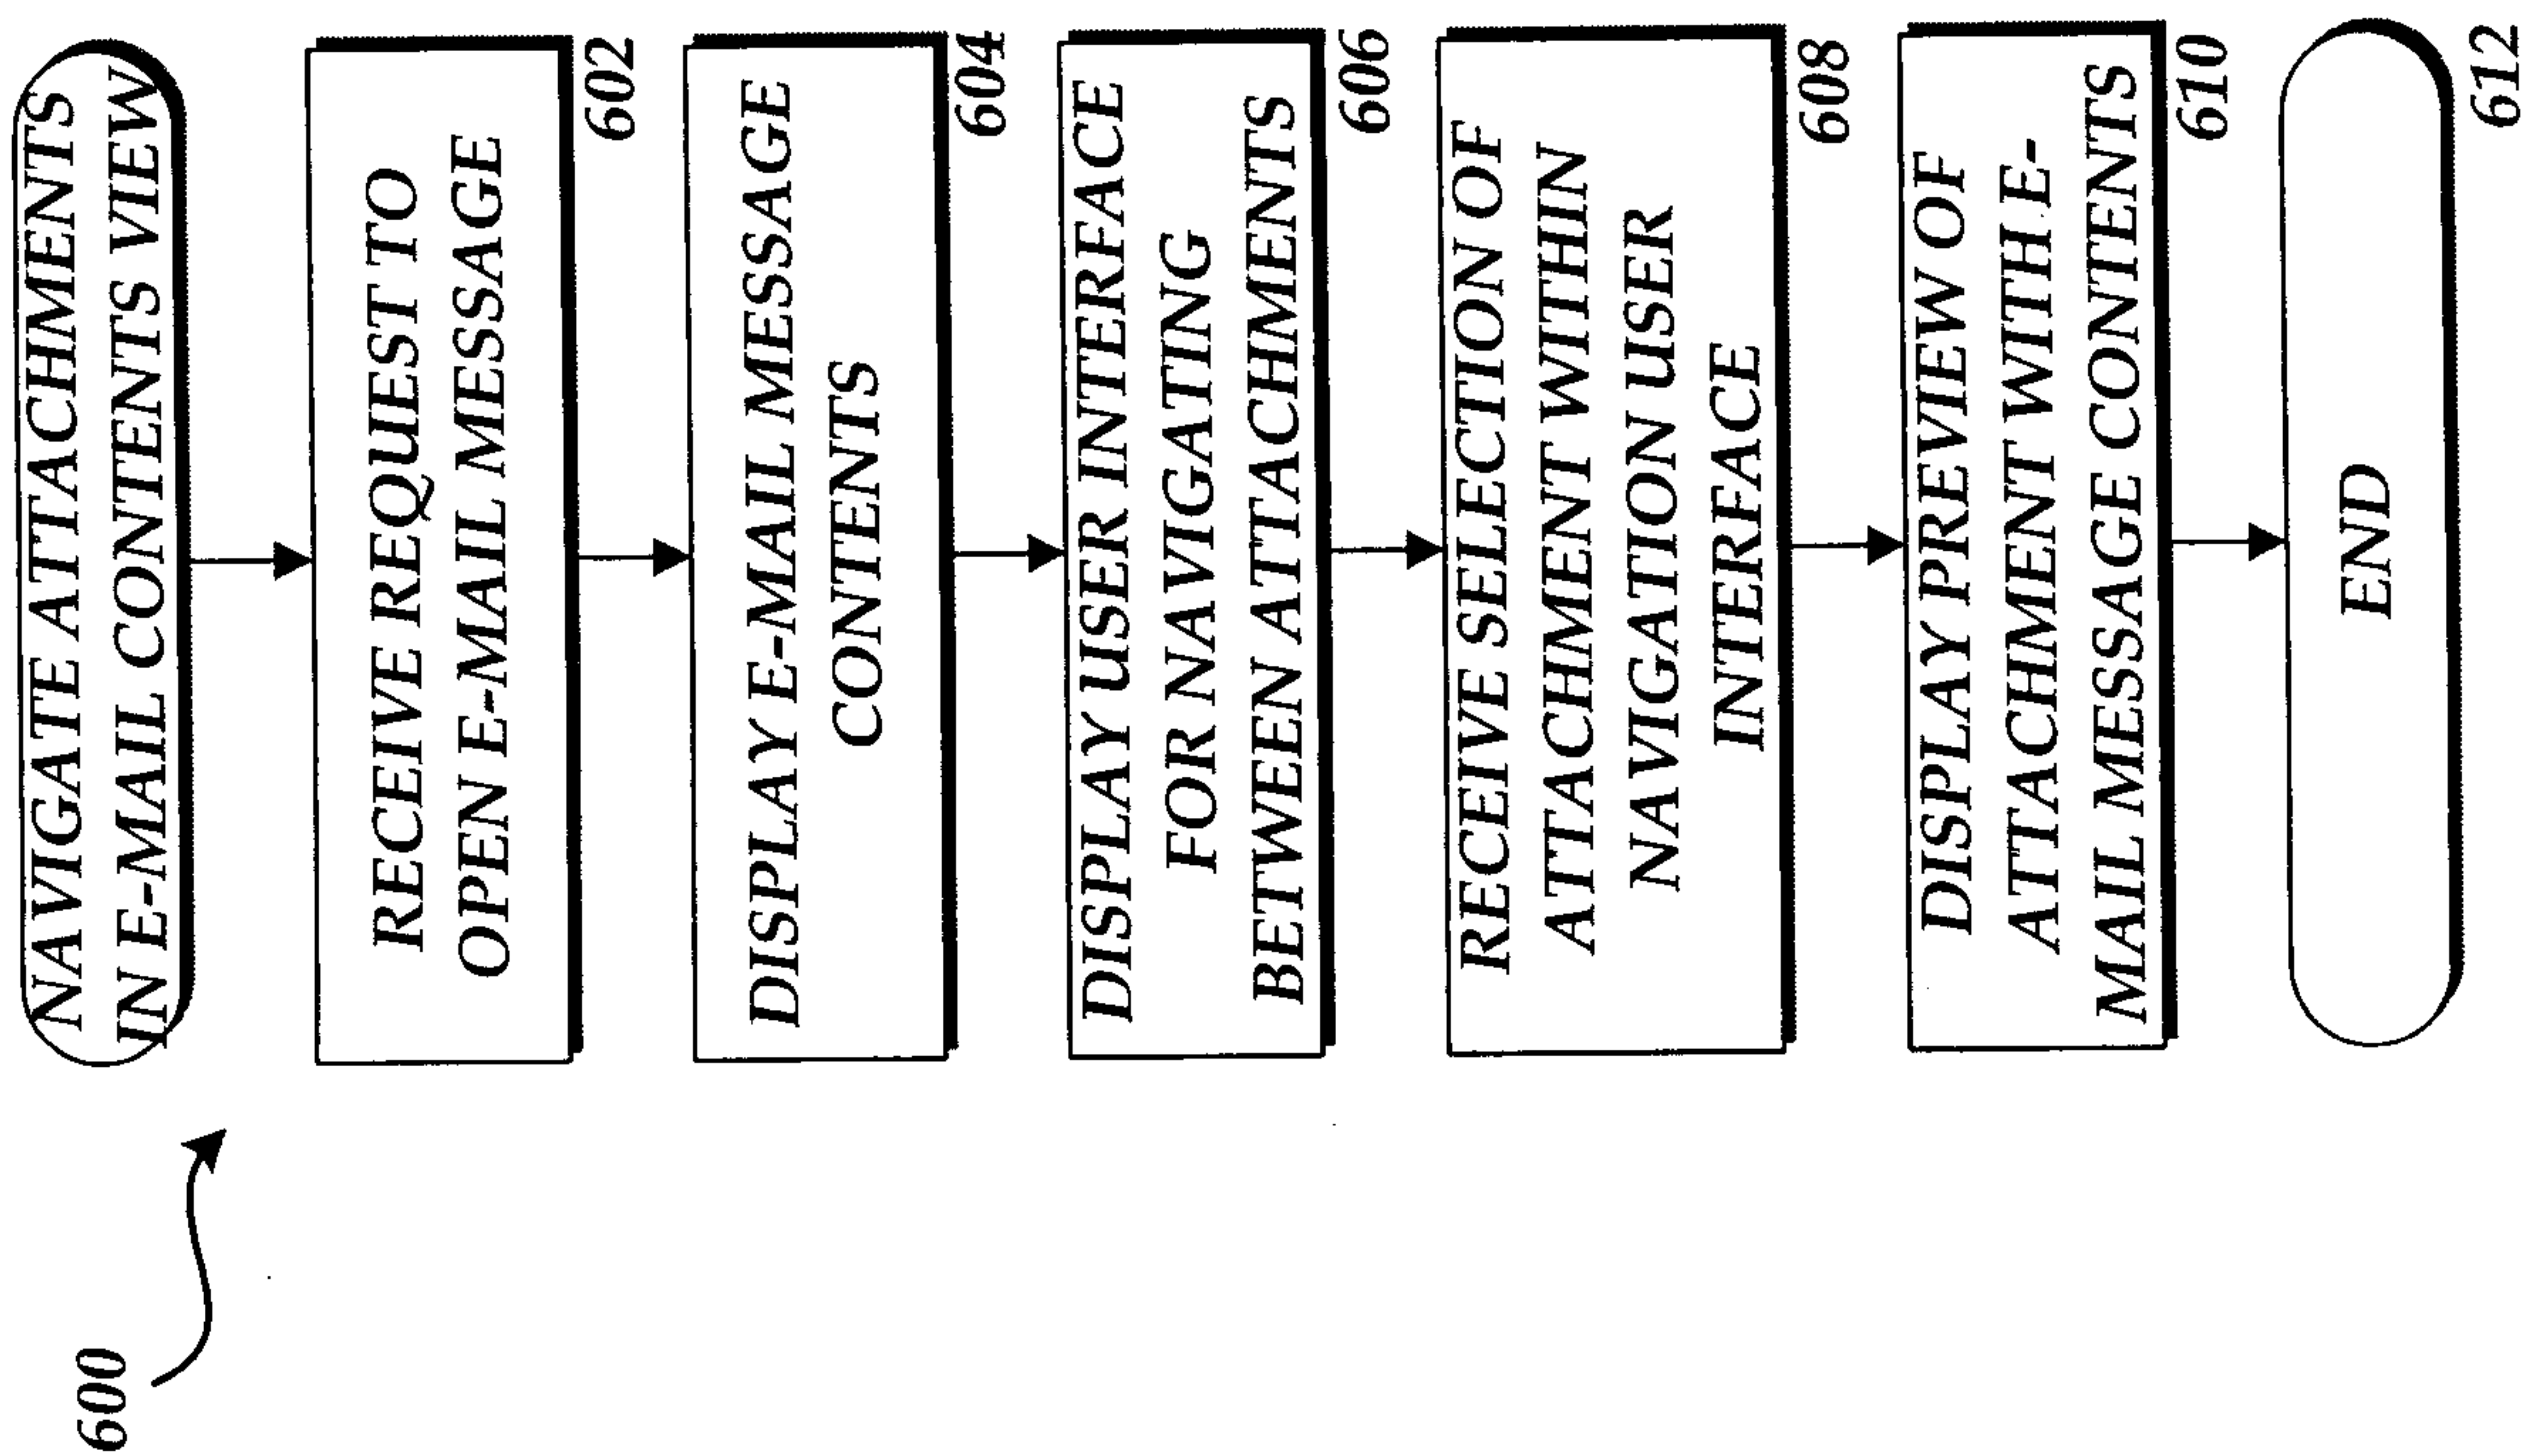 600
NAVIGATE ATTACHMENTS
IN E-MAIL CONTENTS VIEW
RECEIVE REQUEST TO
OPEN E-MAIL MESSAGE
602
DISPLAY E-MAIL MESSAGE
CONTENTS
604
DISPLAY USER INTERFACE
FOR NAVIGATING
BETWEEN ATTACHMENTS
606
RECEIVE SELECTION OF
ATTACHMENT WITHIN
NAVIGATION USER
INTERFACE
608
DISPLAY PREVIEW OF
ATTACHMENT WITH E-
MAIL MESSAGE CONTENTS
610
END
612